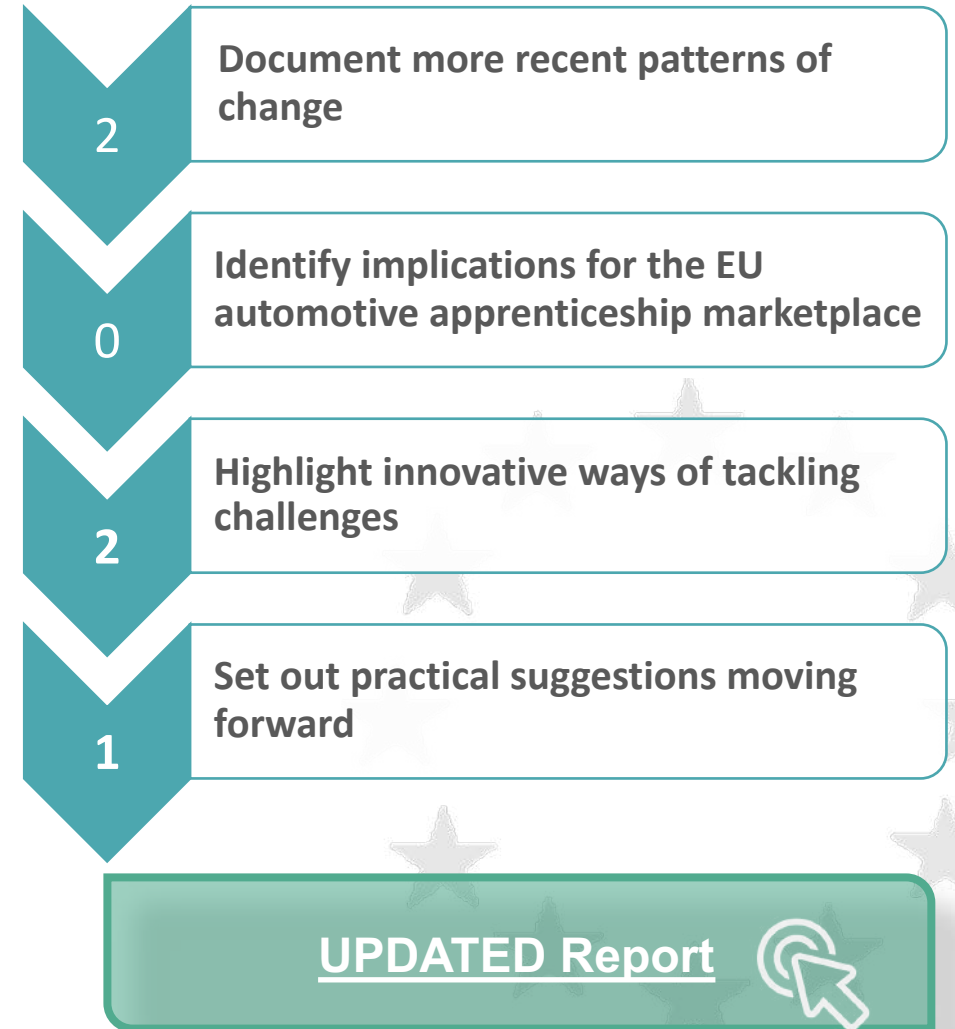 2
Document more recent patterns of
change
0
Identify implications for the EU
automotive apprenticeship marketplace
2
Highlight innovative ways of tackling
challenges
1
Set out practical suggestions moving
forward
UPDATED Report